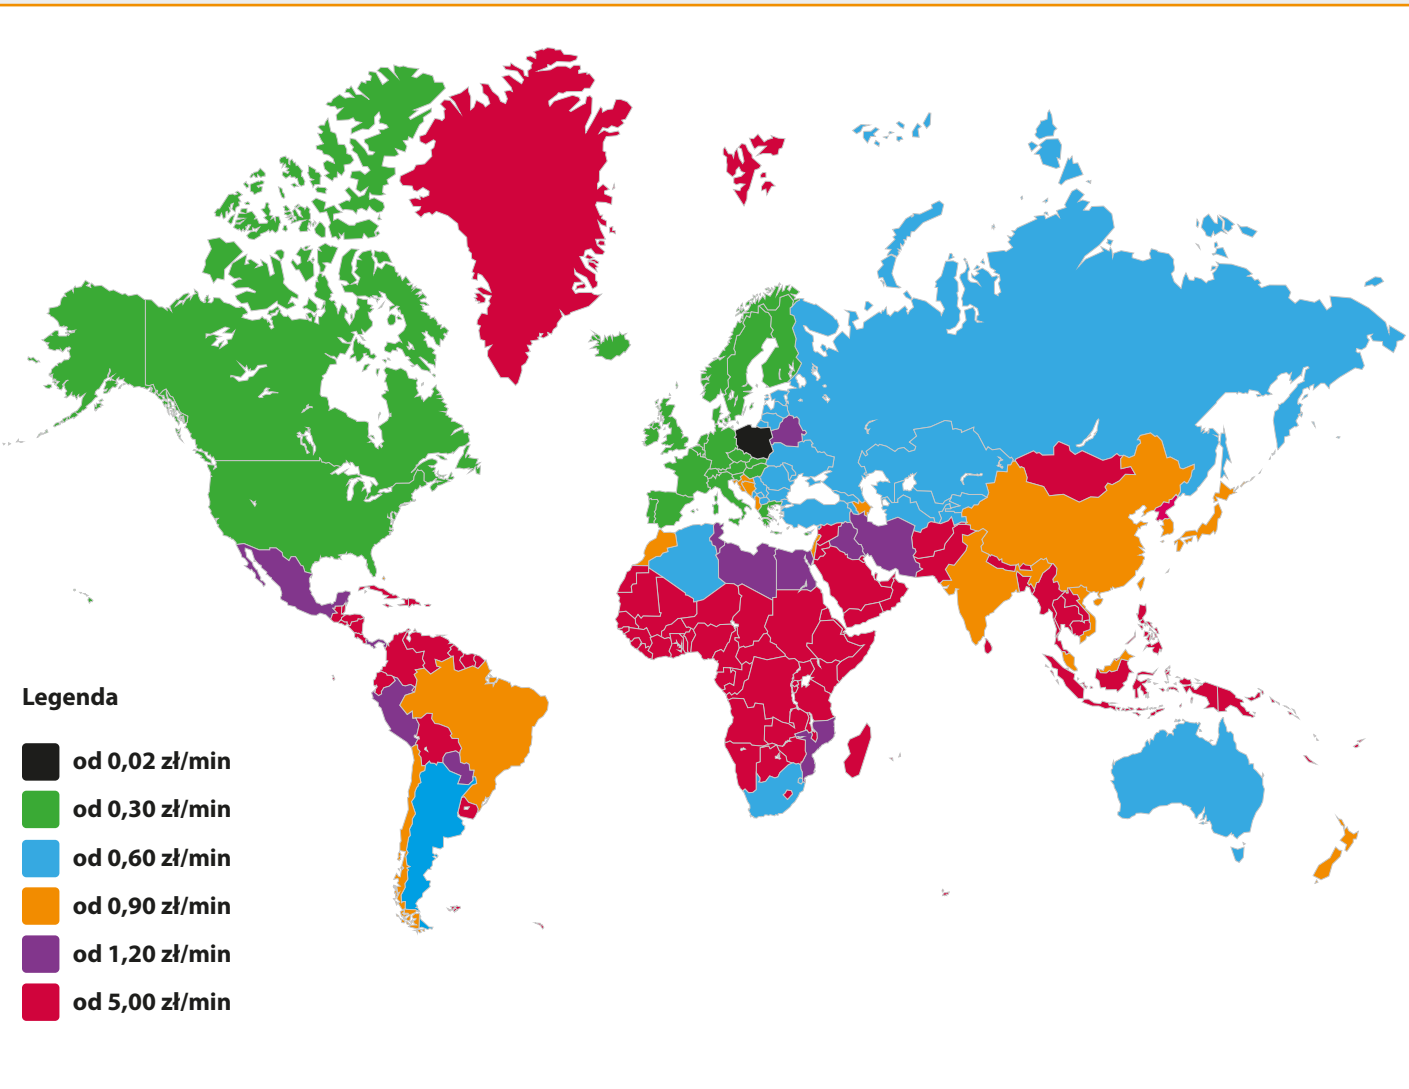 Legenda
od 0,02 zł/min
od 0,30 zł/min
od 0,60 zł/min
od 0,90 zł/min
od 1,20 zł/min
od 5,00 zł/min